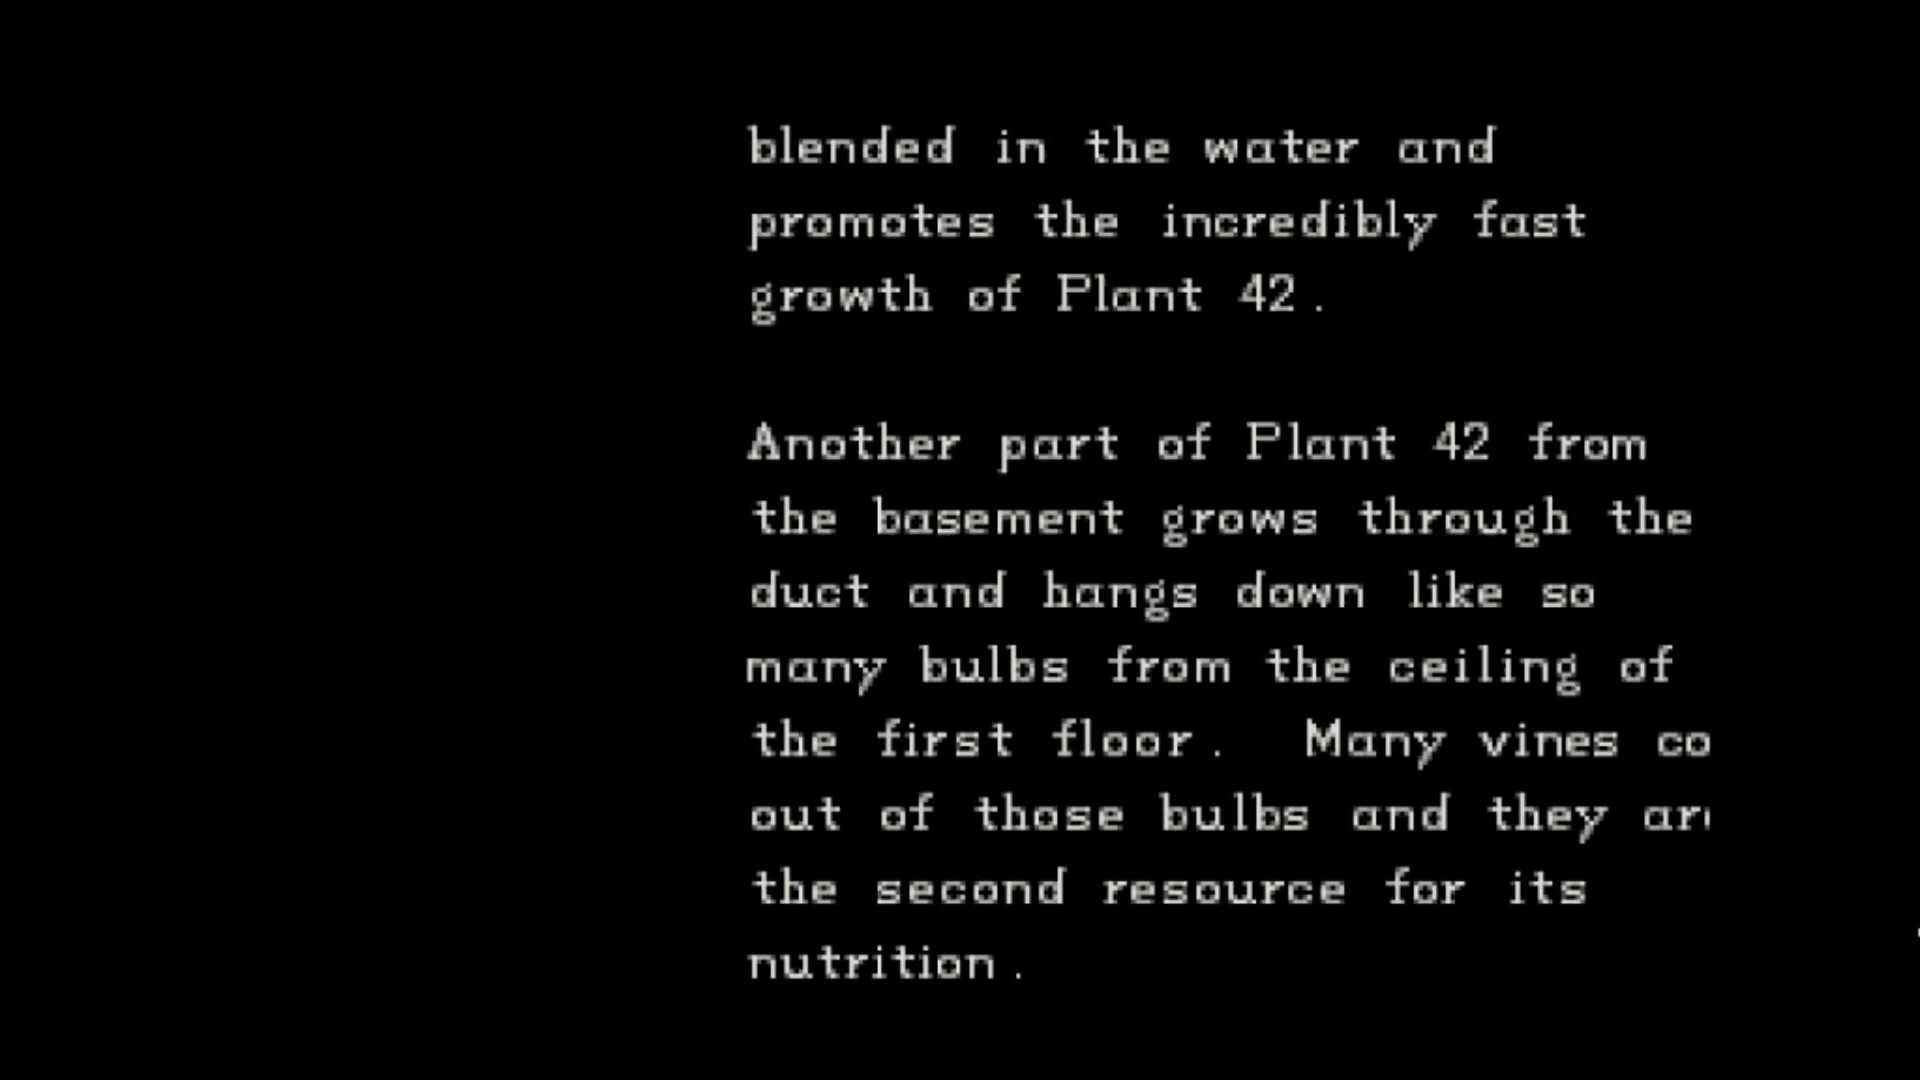 blended in the water and
promotes the incredibly fast
growth of Plant 42.
Another part of Plant 42 from
the basement grows through the
duct and hangs down like so
many bulbs from the ceiling of
the first floor. Many vines co
out of those bulbs and they ar
the second resource for its
nutrition.